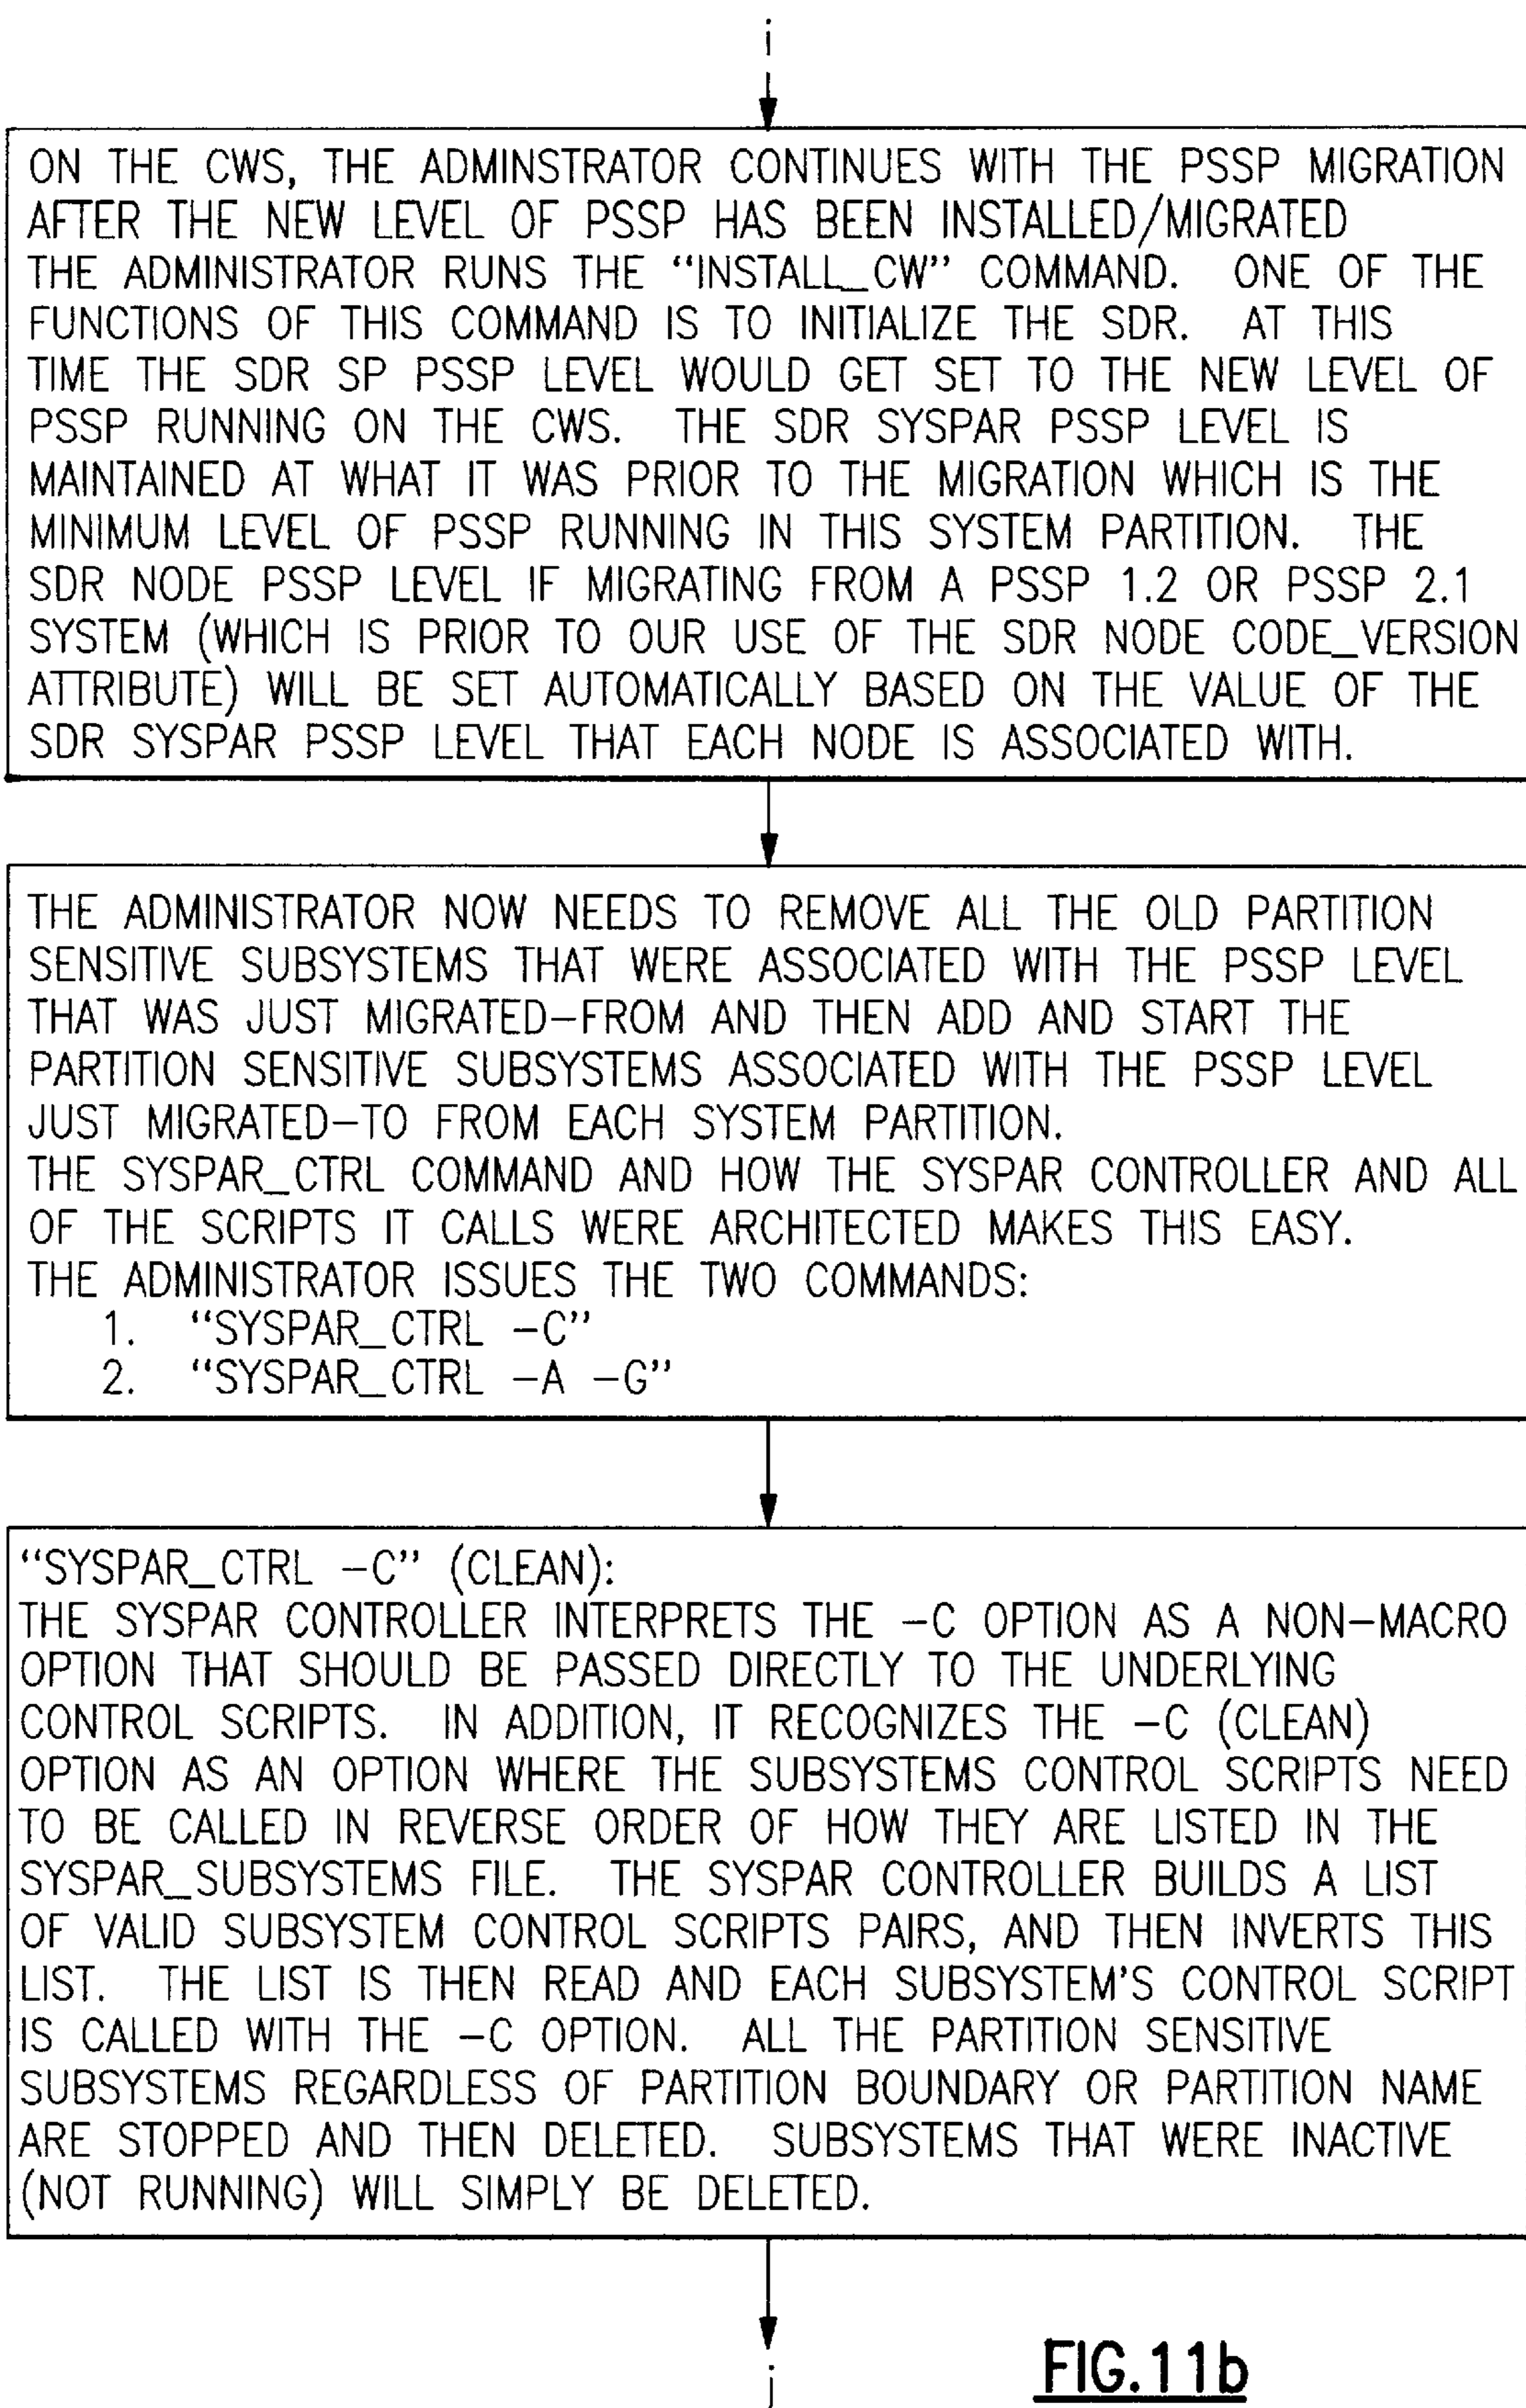 i
ON THE CWS, THE ADMINSTRATOR CONTINUES WITH THE PSSP MIGRATION
AFTER THE NEW LEVEL OF PSSP HAS BEEN INSTALLED/MIGRATED
THE ADMINISTRATOR RUNS THE “INSTALL_CW” COMMAND. ONE OF THE
FUNCTIONS OF THIS COMMAND IS TO INITIALIZE THE SDR. AT THIS
TIME THE SDR SP PSSP LEVEL WOULD GET SET TO THE NEW LEVEL OF
PSSP RUNNING ON THE CWS. THE SDR SYSPAR PSSP LEVEL IS
MAINTAINED AT WHAT IT WAS PRIOR TO THE MIGRATION WHICH IS THE
MINIMUM LEVEL OF PSSP RUNNING IN THIS SYSTEM PARTITION. THE
SDR NODE PSSP LEVEL IF MIGRATING FROM A PSSP 1.2 OR PSSP 2.1
SYSTEM (WHICH IS PRIOR TO OUR USE OF THE SDR NODE CODE_VERSION
ATTRIBUTE) WILL BE SET AUTOMATICALLY BASED ON THE VALUE OF THE
SDR SYSPAR PSSP LEVEL THAT EACH NODE IS ASSOCIATED WITH.
THE ADMINISTRATOR NOW NEEDS TO REMOVE ALL THE OLD PARTITION
SENSITIVE SUBSYSTEMS THAT WERE ASSOCIATED WITH THE PSSP LEVEL
THAT WAS JUST MIGRATED-FROM AND THEN ADD AND START THE
PARTITION SENSITIVE SUBSYSTEMS ASSOCIATED WITH THE PSSP LEVEL
JUST MIGRATED-TO FROM EACH SYSTEM PARTITION.
THE SYSPAR_CTRL COMMAND AND HOW THE SYSPAR CONTROLLER AND ALL
OF THE SCRIPTS IT CALLS WERE ARCHITECTED MAKES THIS EASY.
THE ADMINISTRATOR ISSUES THE TWO COMMANDS:
1. “SYSPAR_CTRL -C”
2. “SYSPAR_CTRL -A -G”
“SYSPAR_CTRL -C” (CLEAN):
THE SYSPAR CONTROLLER INTERPRETS THE -C OPTION AS A NON-MACRO
OPTION THAT SHOULD BE PASSED DIRECTLY TO THE UNDERLYING
CONTROL SCRIPTS. IN ADDITION, IT RECOGNIZES THE -C (CLEAN)
OPTION AS AN OPTION WHERE THE SUBSYSTEMS CONTROL SCRIPTS NEED
TO BE CALLED IN REVERSE ORDER OF HOW THEY ARE LISTED IN THE
SYSPAR_SUBSYSTEMS FILE. THE SYSPAR CONTROLLER BUILDS A LIST
OF VALID SUBSYSTEM CONTROL SCRIPTS PAIRS, AND THEN INVERTS THIS
LIST. THE LIST IS THEN READ AND EACH SUBSYSTEM'S CONTROL SCRIPT
IS CALLED WITH THE -C OPTION. ALL THE PARTITION SENSITIVE
SUBSYSTEMS REGARDLESS OF PARTITION BOUNDARY OR PARTITION NAME
ARE STOPPED AND THEN DELETED. SUBSYSTEMS THAT WERE INACTIVE
(NOT RUNNING) WILL SIMPLY BE DELETED.
j
FIG.11b